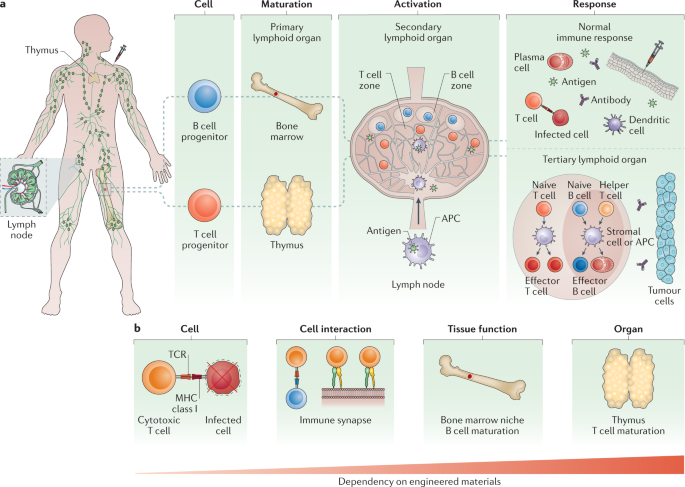 a
Cell
Maturation
Activation
Response
Thymus
Lymph
node
B cell
progenitor
T cell
progenitor
Primary
lymphoid organ
Bone
marrow
Thymus
Secondary
lymphoid organ
T cell
zone
B cell
zone
Antigen
APC
Lymph node
Normal
immune response
Plasma
cell
Antigen
Antibody
T cell
Infected cell
Dendritic
cell
Tertiary lymphoid organ
Naive
T cell
Naive
B cell
Helper
T cell
Stromal
cell or APC
Effector
T cell
Effector
B cell
Tumour
cells
b
Cell
Cell interaction
Tissue function
Organ
TCR
MHC
class I
Cytotoxic
T cell
Infected
cell
Immune synapse
Bone marrow niche
B cell maturation
Thymus
T cell maturation
Dependency on engineered materials